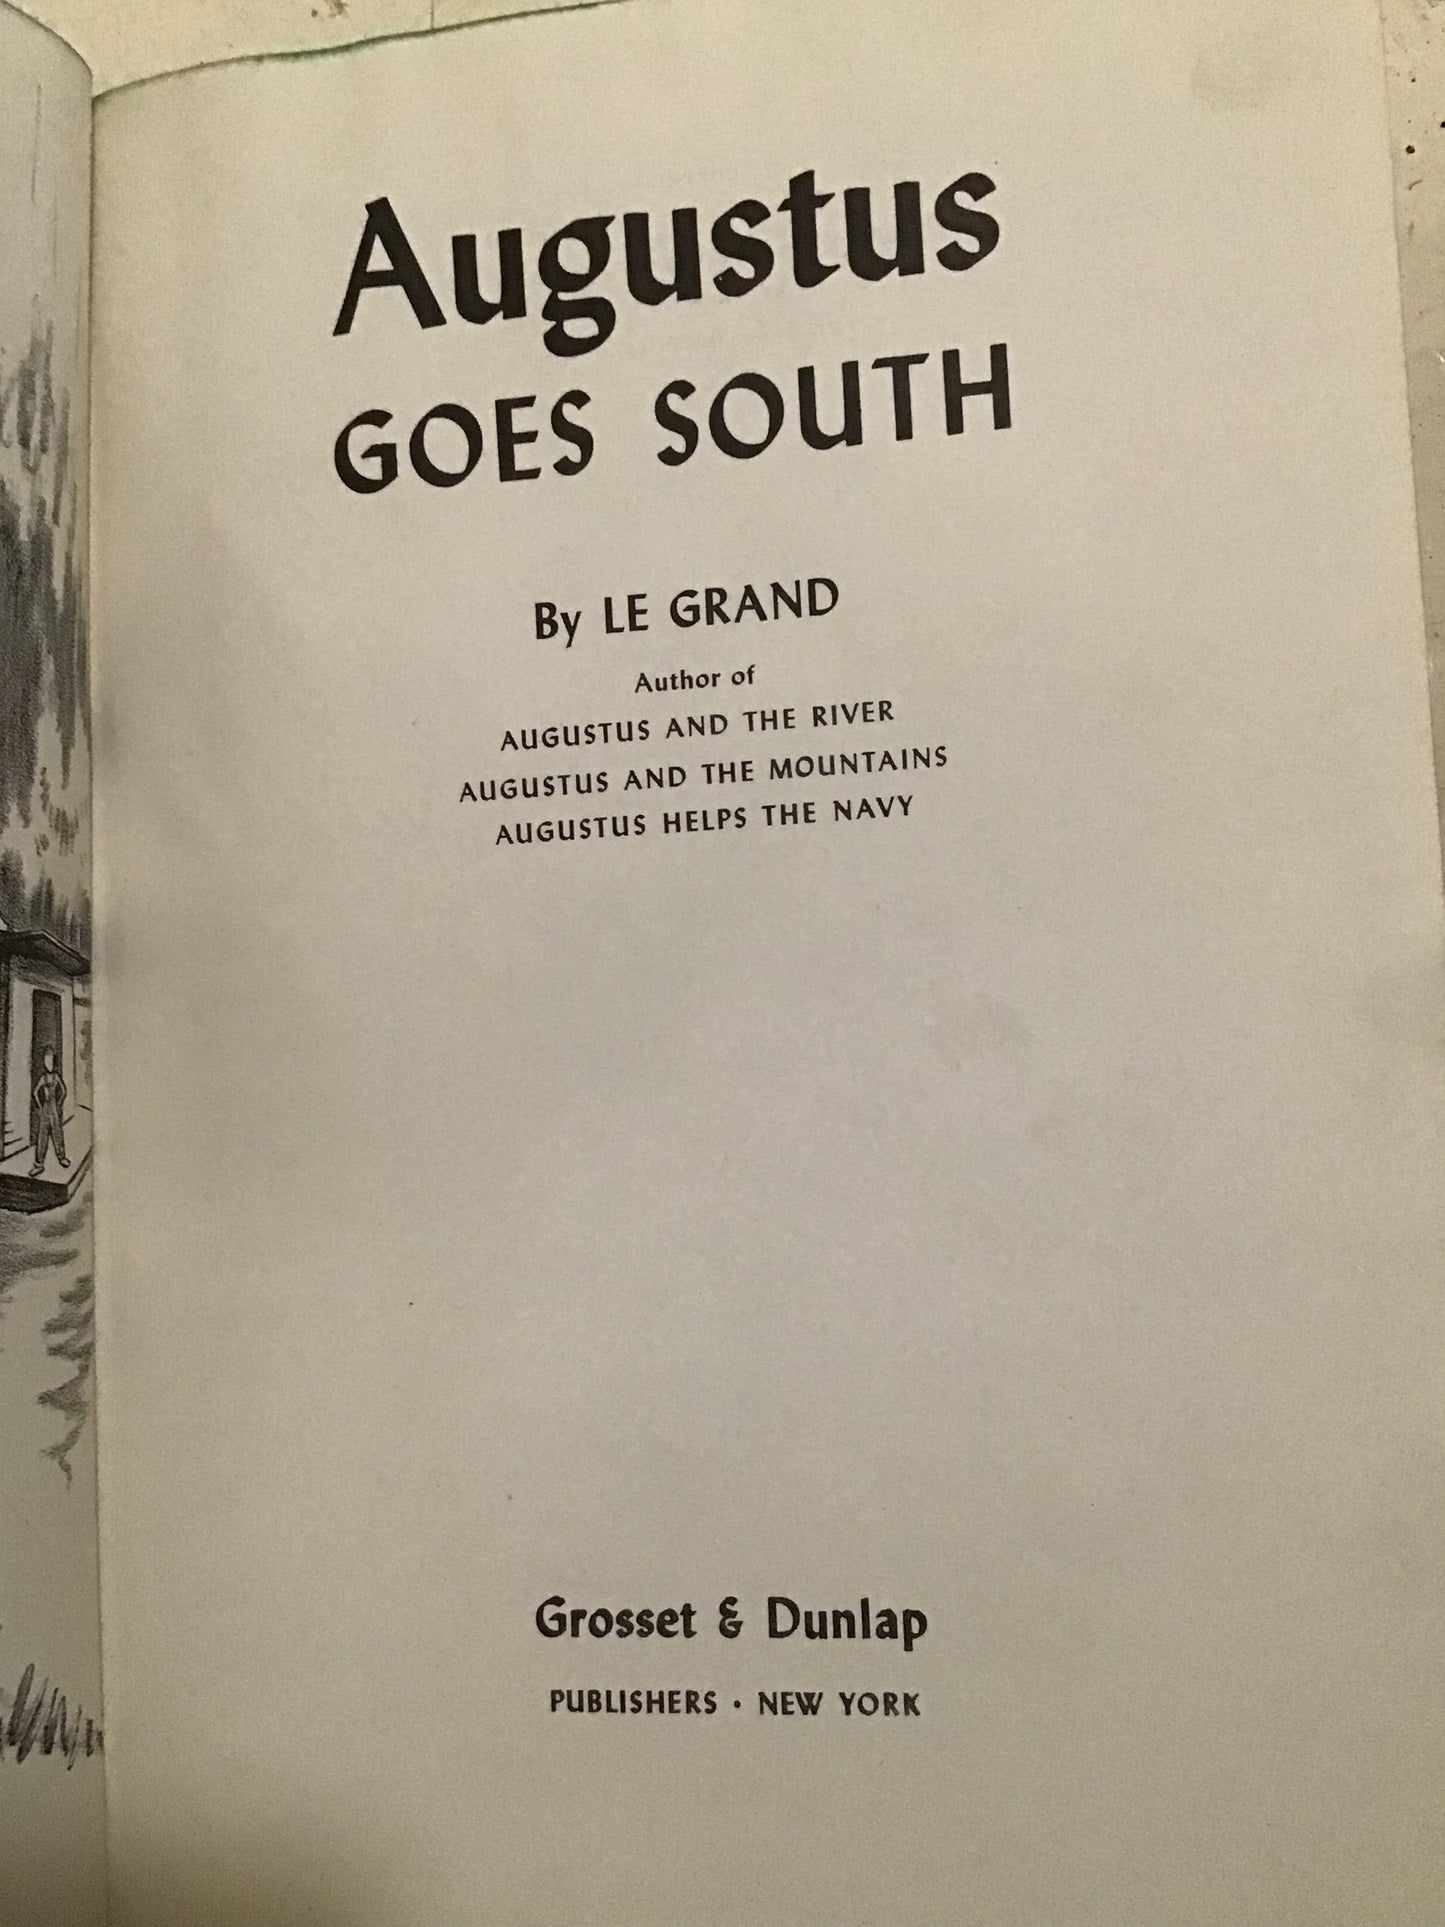 Augustus
GOES SOUTH
By LE GRAND
Author of
AUGUSTUS AND THE RIVER
AUGUSTUS AND THE MOUNTAINS
AUGUSTUS HELPS THE NAVY
Grosset & Dunlap
PUBLISHERS · NEW YORK